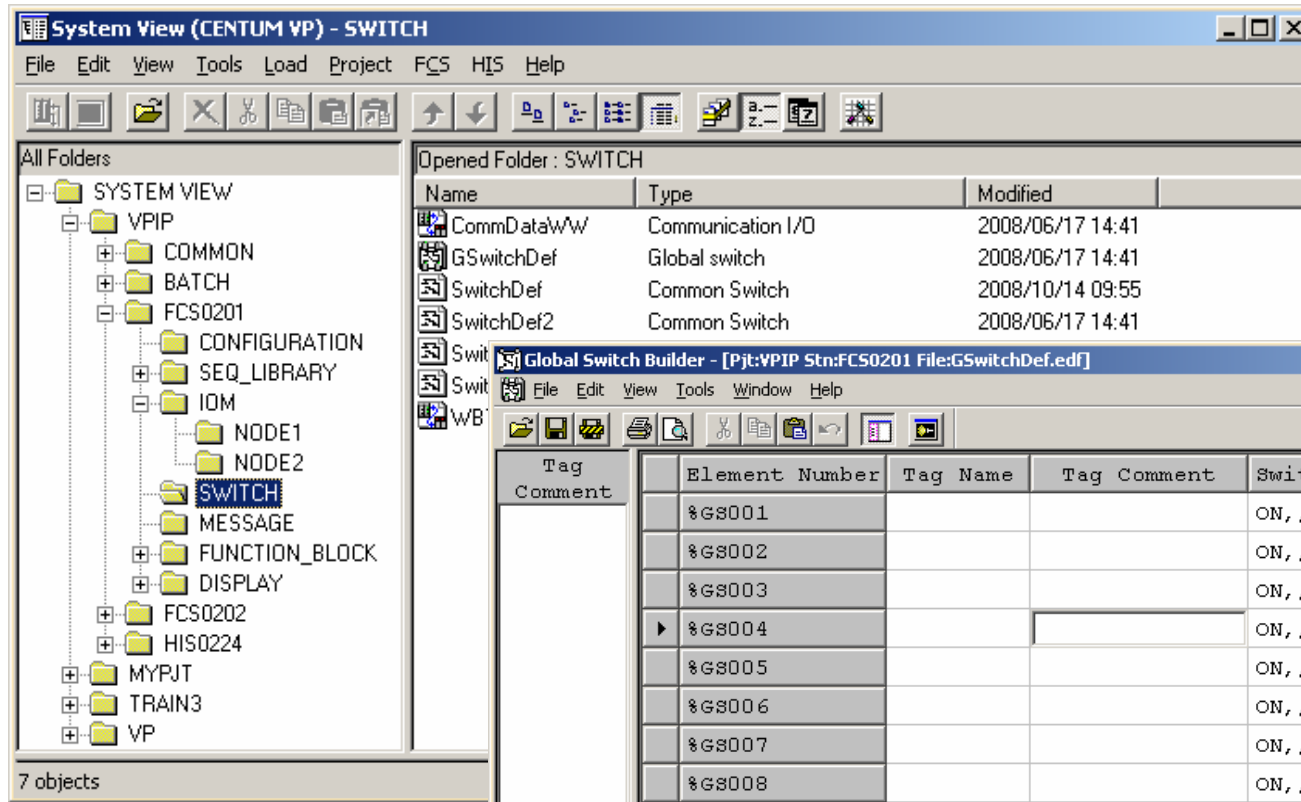 System View (CENTUM VP) - SWITCH
File Edit View Tools Load Project FCS HIS Help
All Folders
SYSTEM VIEW
VPIP
COMMON
BATCH
FCS0201
CONFIGURATION
SEQ_LIBRARY
IOM
NODE1
NODE2
SWITCH
MESSAGE
FUNCTION_BLOCK
DISPLAY
FCS0202
HIS0224
MYPJT
TRAIN3
VP
7 objects
Opened Folder : SWITCH
Name Type Modified
CommDataWW Communication I/O 2008/06/17 14:41
GSwitchDef Global switch 2008/06/17 14:41
SwitchDef Common Switch 2008/10/14 09:55
SwitchDef2 Common Switch 2008/06/17 14:41
Swit
Swit
WB
Global Switch Builder - [Pjt:VPIP Stn:FCS0201 File:GSwitchDef.edf]
File Edit View Tools Window Help
Tag
Comment
Element Number Tag Name Tag Comment Swi
%GS001 ON,
%GS002 ON,
%GS003 ON,
%GS004 ON,
%GS005 ON,
%GS006 ON,
%GS007 ON,
%GS008 ON,